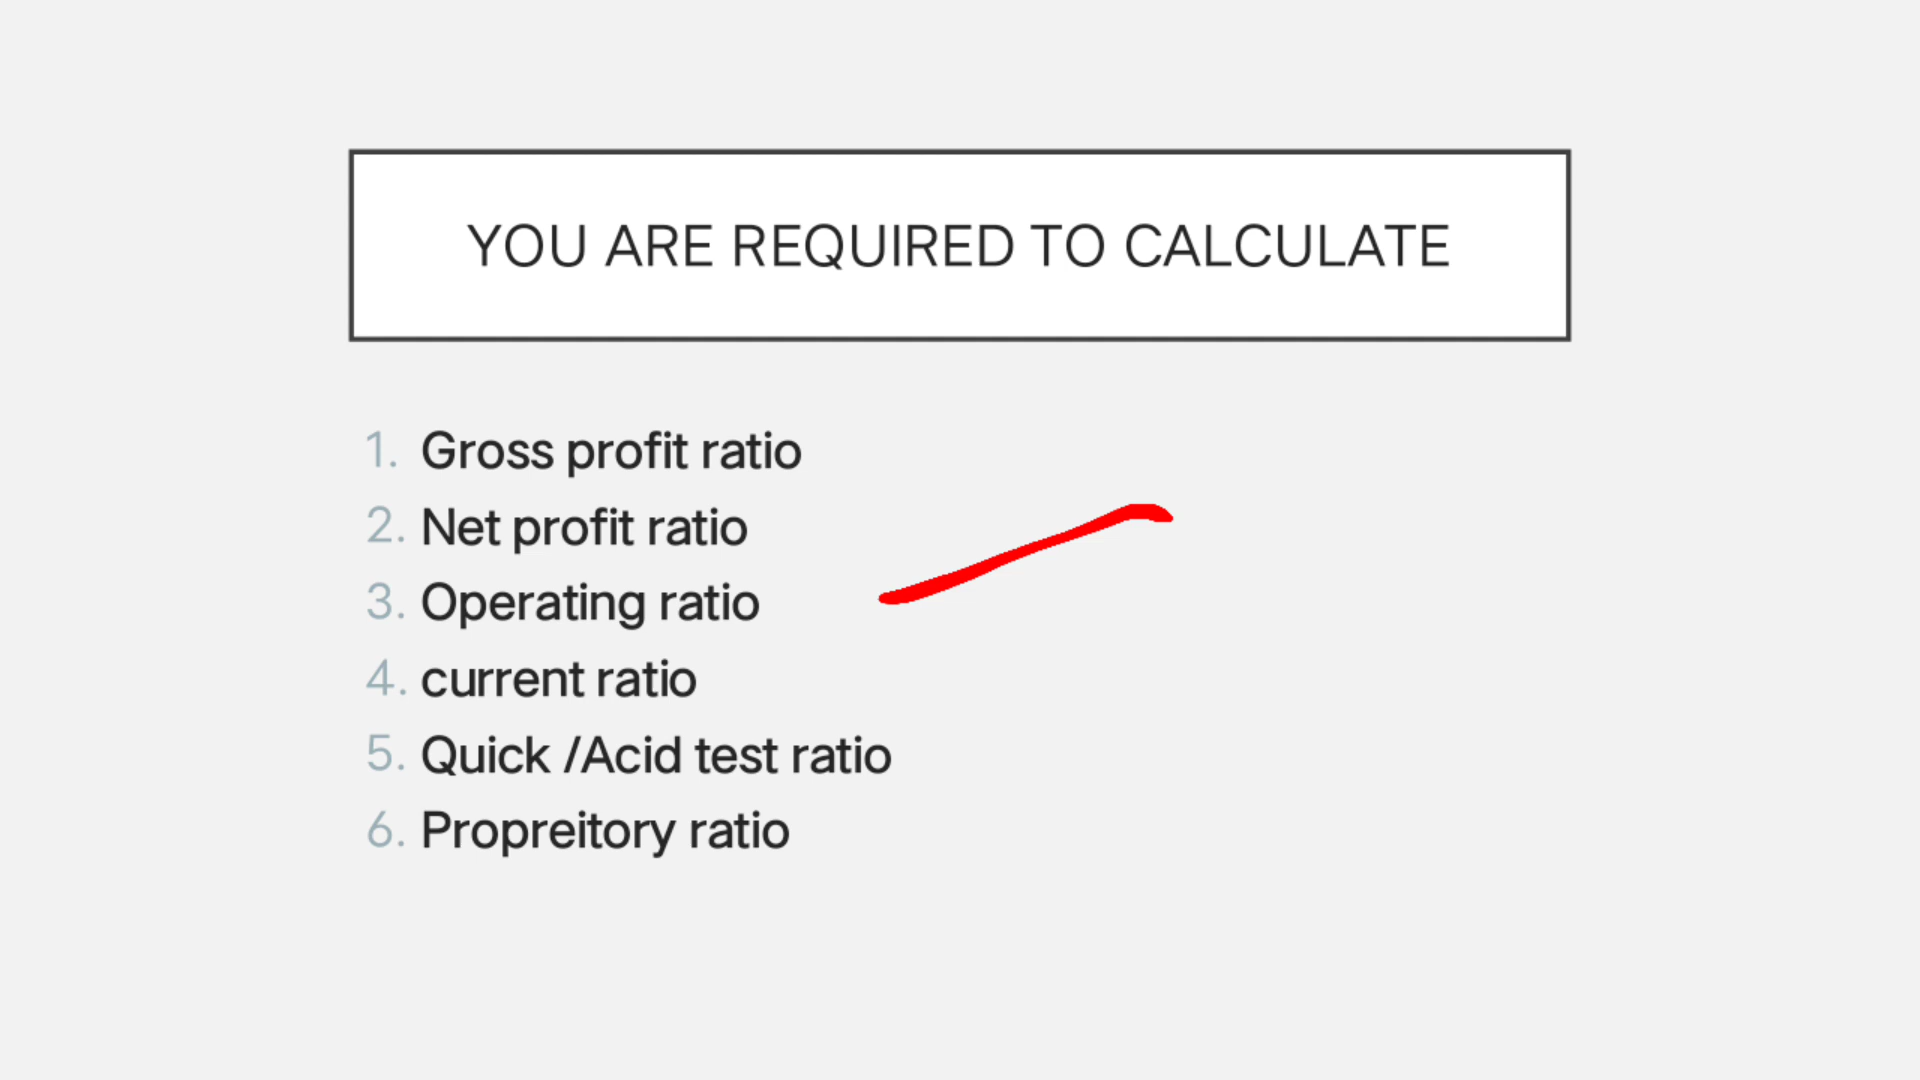 YOU ARE REQUIRED TO CALCULATE
1. Gross profit ratio
2. Net profit ratio
3. Operating ratio
4. current ratio
5. Quick /Acid test ratio
6. Propreitory ratio